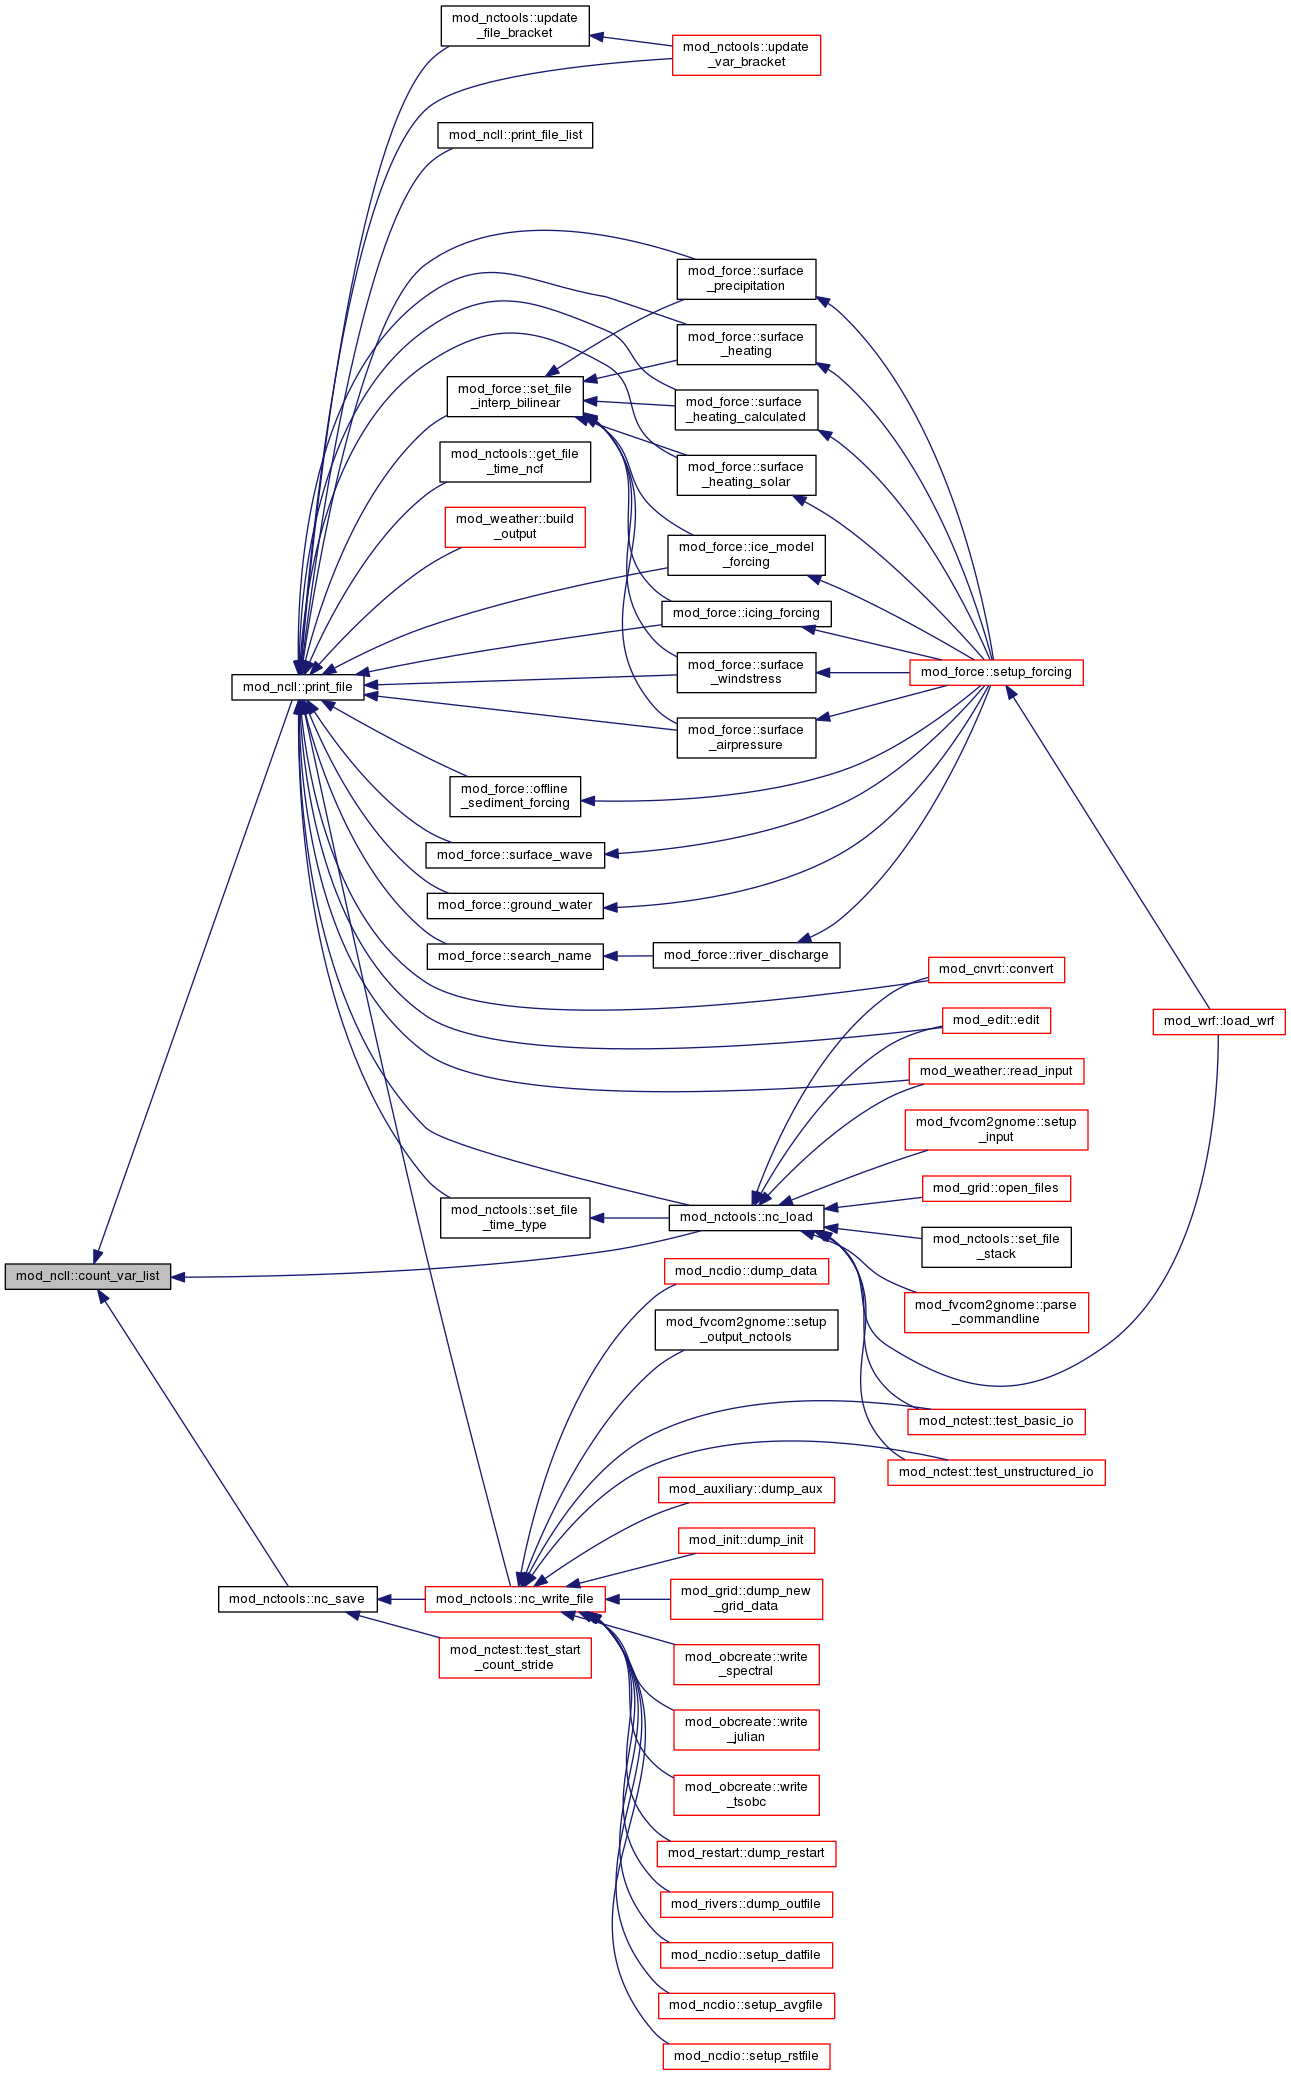 mod_nctools::update
_file_bracket
mod_nctools::update
_var_bracket
mod_ncll::print_file_list
mod_force::surface
_precipitation
mod_force::surface
_heating
mod_force::set_file
_interp_bilinear
mod_force::surface
_heating_calculated
mod_nctools::get_file
_time_ncf
mod_force::surface
_heating_solar
mod_weather::build
_output
mod_force::ice_model
_forcing
mod_force::icing_forcing
mod_force::surface
_windstress
mod_force::setup_forcing
mod_ncll::print_file
mod_force::surface
_airpressure
mod_force::offline
_sediment_forcing
mod_force::surface_wave
mod_force::ground_water
mod_force::search_name
mod_force::river_discharge
mod_cnvrt::convert
mod_edit::edit
mod_wrf::load_wrf
mod_weather::read_input
mod_fvcom2gnome::setup
_input
mod_grid::open_files
mod_nctools::set_file
_time_type
mod_nctools::nc_load
mod_nctools::set_file
_stack
mod_ncll::count_var_list
mod_ncdio::dump_data
mod_fvcom2gnome::parse
_commandline
mod_fvcom2gnome::setup
_output_nctools
mod_nctest::test_basic_io
mod_nctest::test_unstructured_io
mod_auxiliary::dump_aux
mod_init::dump_init
mod_nctools::nc_save
mod_nctools::nc_write_file
mod_grid::dump_new
_grid_data
mod_nctest::test_start
_count_stride
mod_obcreate::write
_spectral
mod_obcreate::write
_julian
mod_obcreate::write
_tsobc
mod_restart::dump_restart
mod_rivers::dump_outfile
mod_ncdio::setup_datfile
mod_ncdio::setup_avgfile
mod_ncdio::setup_rstfile